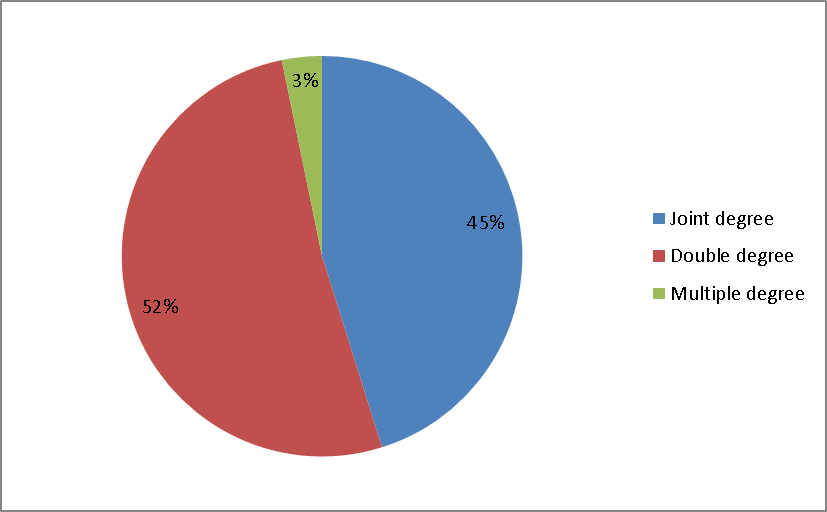 3%
45%
52%
Joint degree
Double degree
Multiple degree